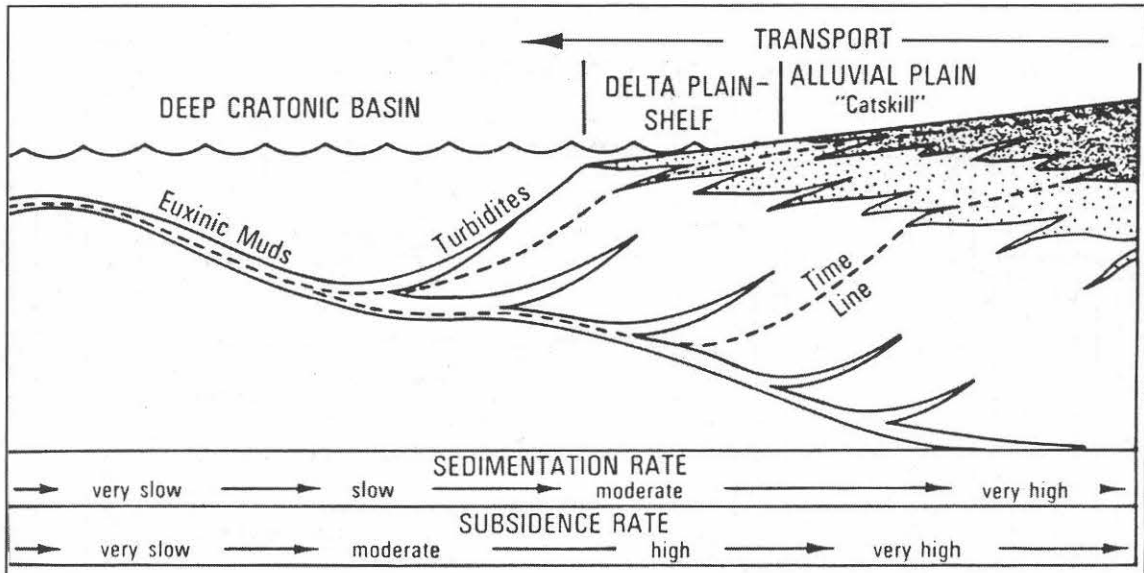 TRANSPORT
DEEP CRATONIC BASIN
DELTA PLAIN-
SHELF
ALLUVIAL PLAIN
"Catskill"
Euxinic Muds
Turbidites
Time
Line
SEDIMENTATION RATE
very slow slow moderate very high
SUBSIDENCE RATE
very slow moderate high very high